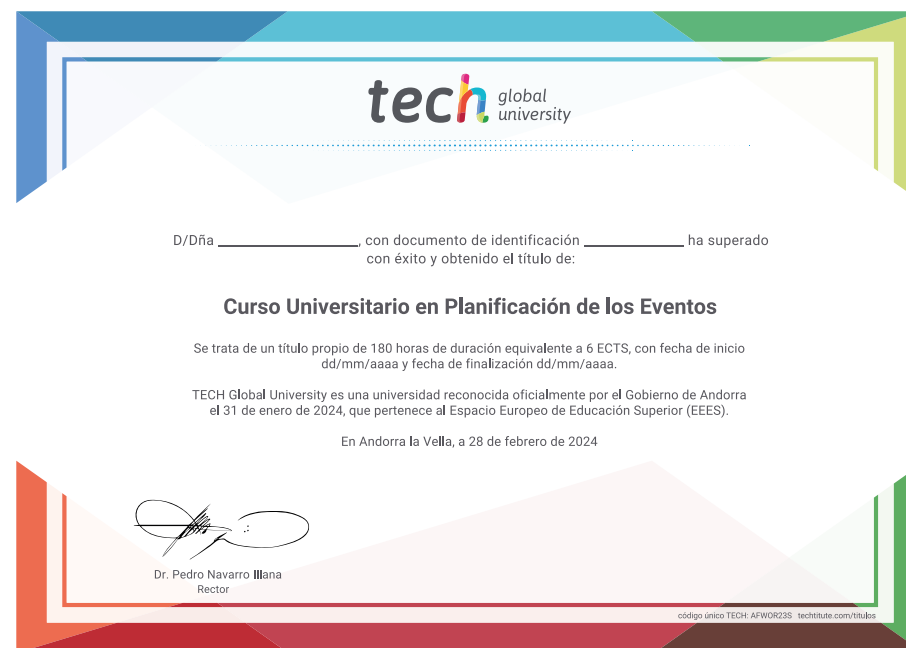 tech global
university
D/Dña ____________________, con documento de identificación ______________ ha superado
con éxito y obtenido el título de:
Curso Universitario en Planificación de los Eventos
Se trata de un título propio de 180 horas de duración equivalente a 6 ECTS, con fecha de inicio
dd/mm/aaaa y fecha de finalización dd/mm/aaaa.
TECH Global University es una universidad reconocida oficialmente por el Gobierno de Andorra
el 31 de enero de 2024, que pertenece al Espacio Europeo de Educación Superior (EEES).
En Andorra la Vella, a 28 de febrero de 2024
Dr. Pedro Navarro Illana
Rector
código único TECH: AFWOR23S techtitute.com/titulos